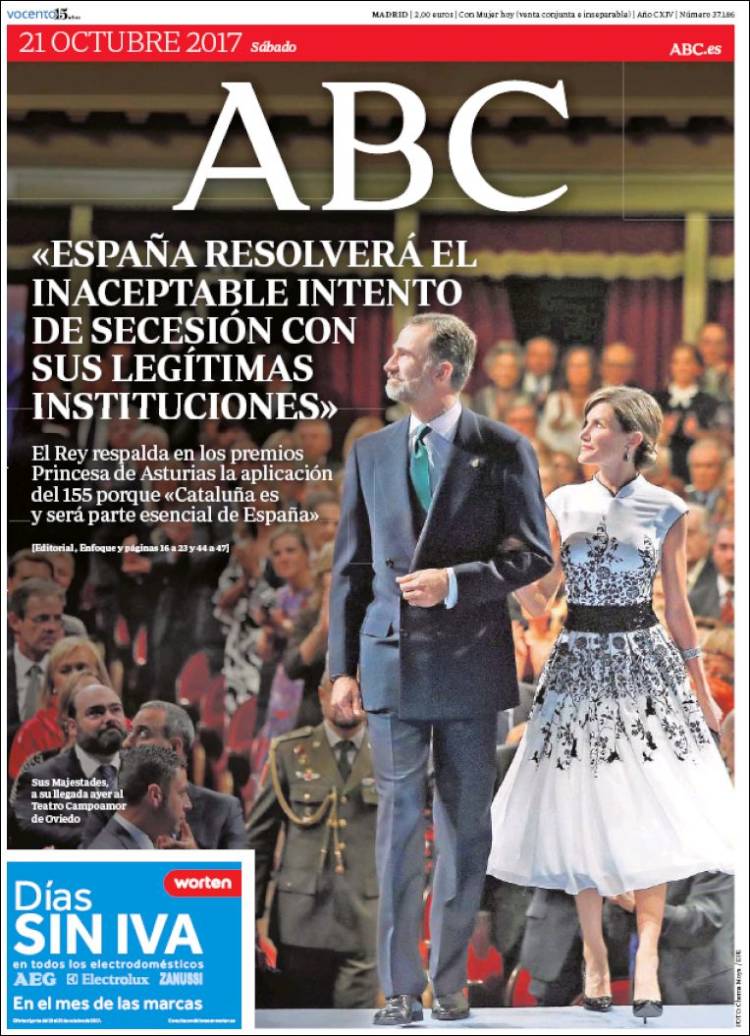 vocento 15 años
MADRID | 2,00 euros | Con Mujer hoy (venta conjunta e inseparable) | Año CXIV | Número 37.186
21 OCTUBRE 2017 Sábado
ABC.es
ABC
«ESPAÑA RESOLVERÁ EL
INACEPTABLE INTENTO
DE SECESIÓN CON
SUS LEGÍTIMAS
INSTITUCIONES»
El Rey respalda en los premios
Princesa de Asturias la aplicación
del 155 porque «Cataluña es
y será parte esencial de España»
[Editorial, Enfoque y páginas 16 a 23 y 44 a 47]
Sus Majestades,
a su llegada ayer al
Teatro Campoamor
de Oviedo
worten
Días
SIN IVA
en todos los electrodomésticos
AEG Electrolux ZANUSSI
En el mes de las marcas